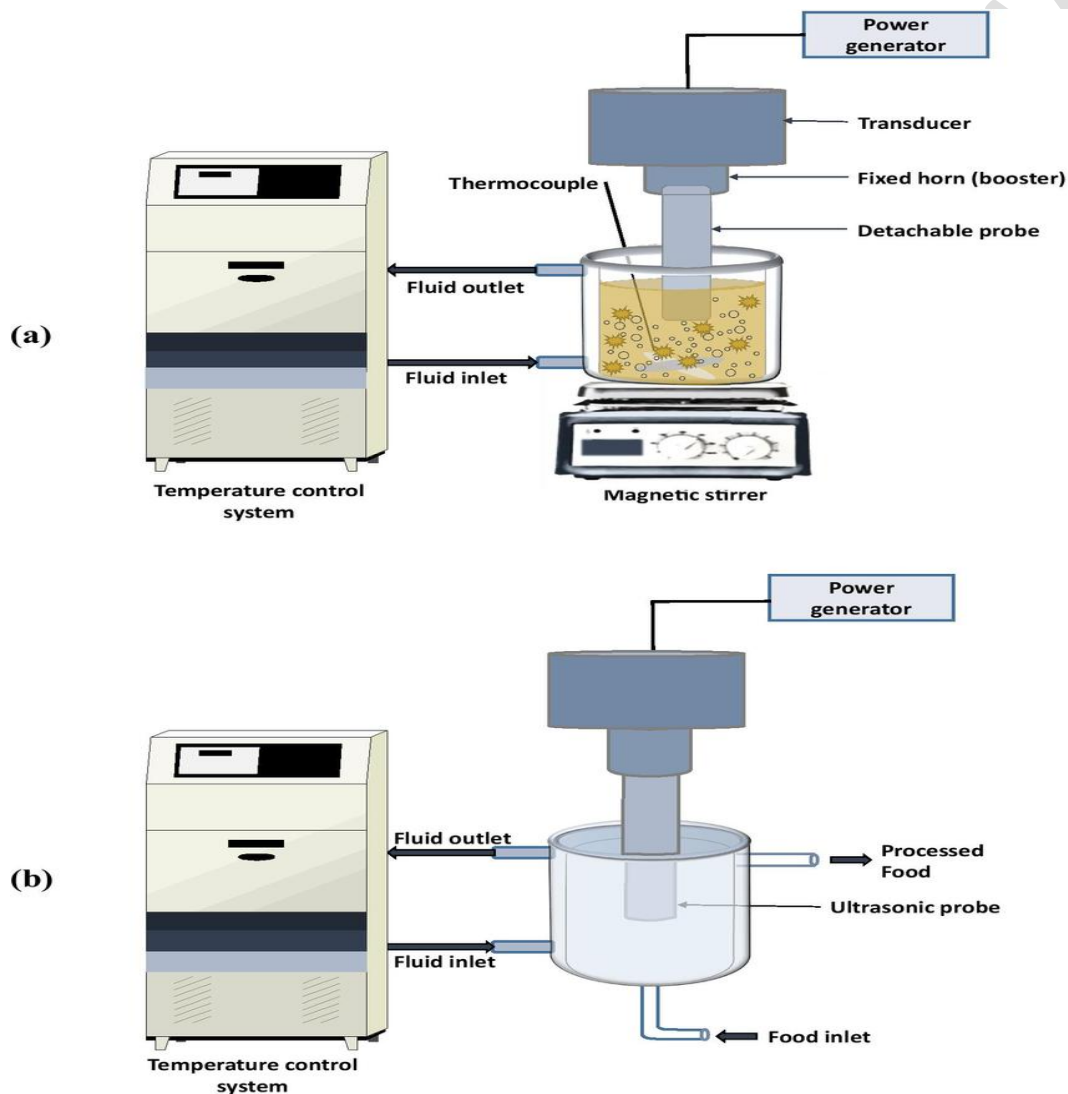 Power
generator
Transducer
Thermocouple
Fixed horn (booster)
Detachable probe
Fluid outlet
(a)
Fluid inlet
Temperature control
system
Magnetic stirrer
Power
generator
Fluid outlet
Processed
Food
(b)
Ultrasonic probe
Fluid inlet
Food inlet
Temperature control
system